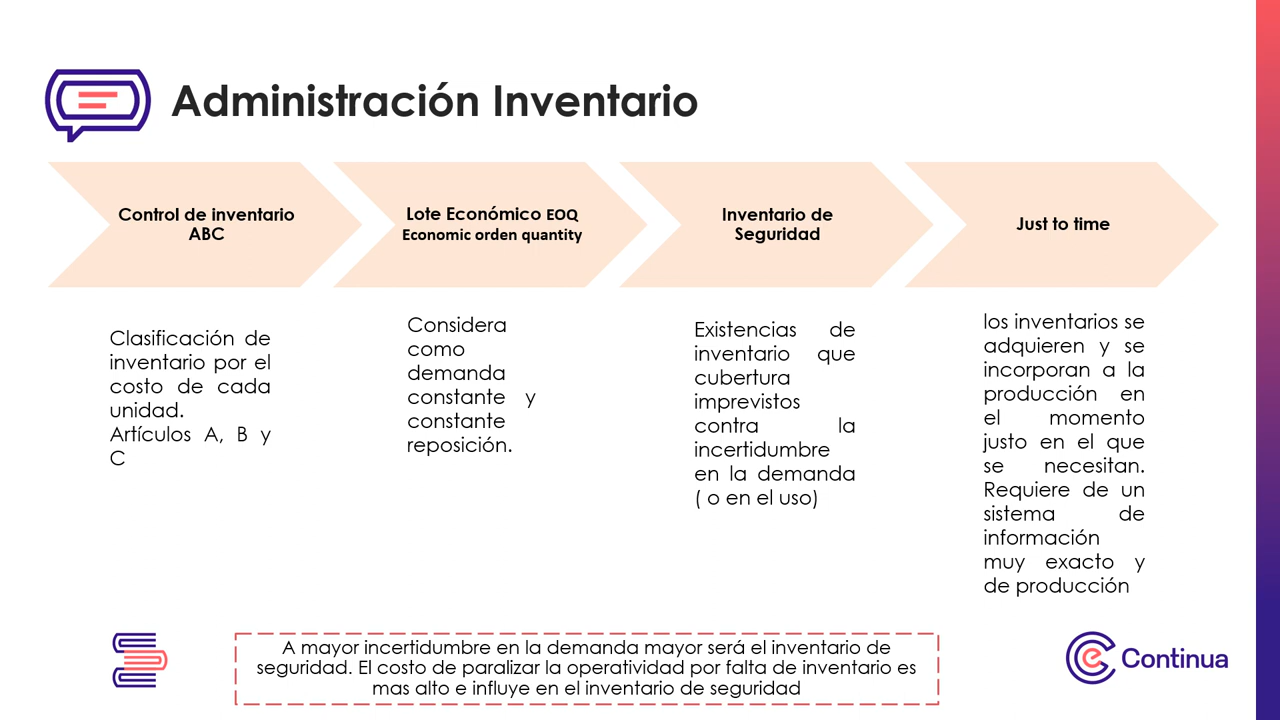 Administración Inventario
Control de inventario
ABC
Lote Económico EOQ
Economic orden quantity
Inventario de
Seguridad
Just to time
Clasificación de
inventario por el
costo de cada
unidad.
Artículos A, B y
C
Considera
como
demanda
constante y
constante
reposición.
Existencias de
inventario que
cubertura
imprevistos
contra la
incertidumbre
en la demanda
( o en el uso)
los inventarios se
adquieren y se
incorporan a la
producción en
el momento
justo en el que
se necesitan.
Requiere de un
sistema de
información
muy exacto y
de producción
A mayor incertidumbre en la demanda mayor será el inventario de
seguridad. El costo de paralizar la operatividad por falta de inventario es
mas alto e influye en el inventario de seguridad
e Continua